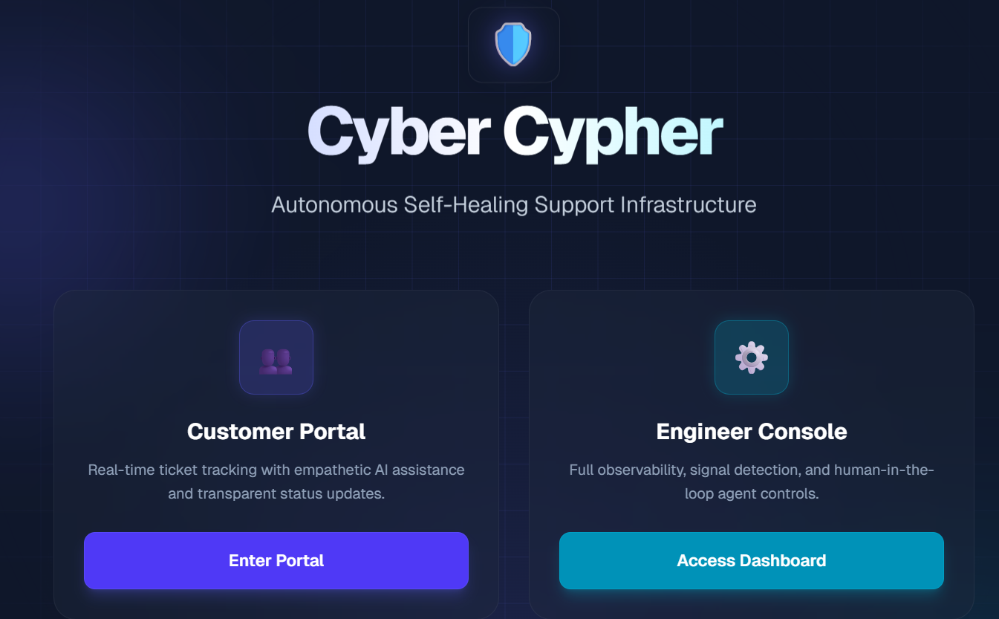 Cyber Cypher
Autonomous Self-Healing Support Infrastructure
Customer Portal
Real-time ticket tracking with empathetic AI assistance
and transparent status updates.
Enter Portal
Engineer Console
Full observability, signal detection, and human-in-the-
loop agent controls.
Access Dashboard